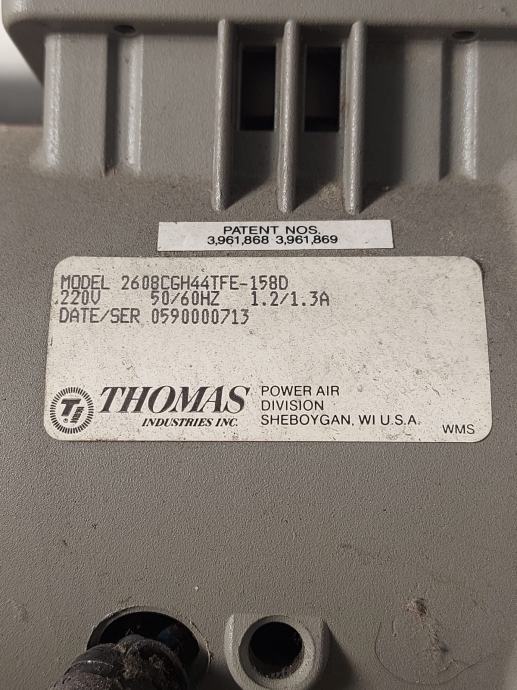 PATENT NOS.
3,961,868 3,961,869
MODEL 2608CGH44TFE-158D
220V 50/60HZ 1.2/1.3A
DATE/SER 0590000713
TI ® THOMAS
INDUSTRIES INC.
POWER AIR
DIVISION
SHEBOYGAN, WI U.S.A.
WMS